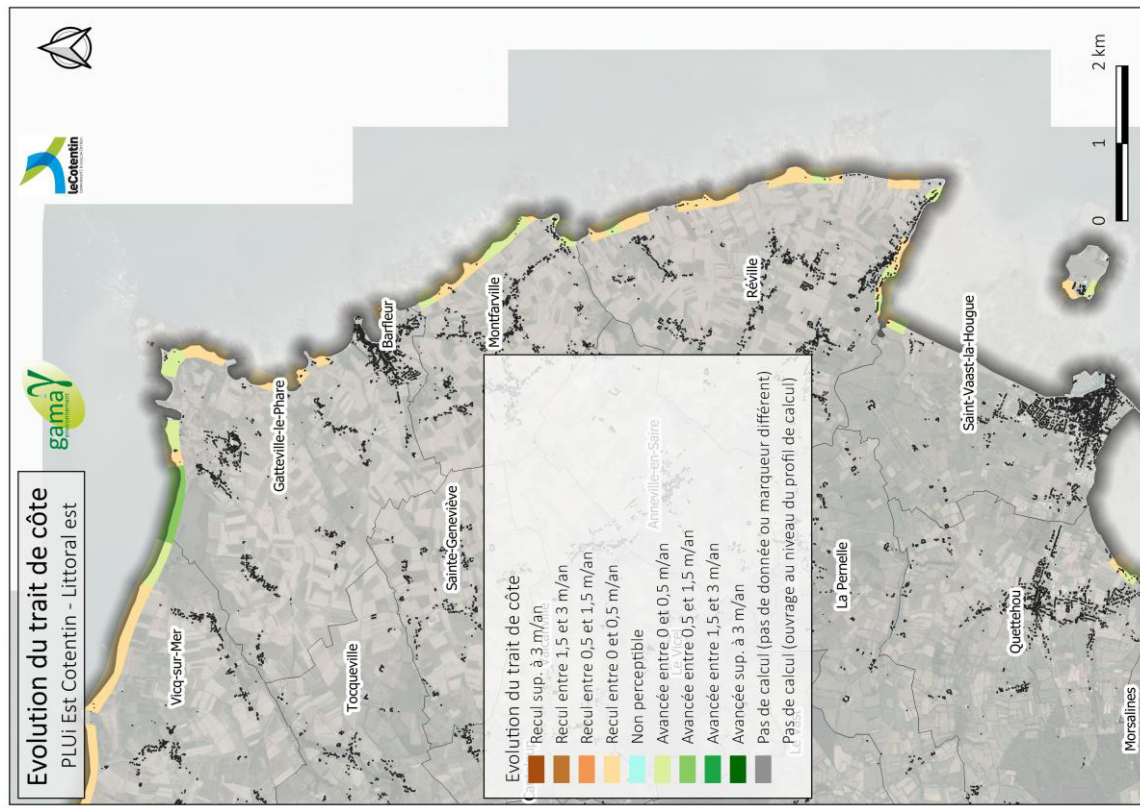 Evolution du trait de côte
PLUi Est Cotentin - Littoral est
gama
environnement
leCotentin
Vicq-sur-Mer
Tocqueville
Sainte-Geneviève
Gatteville-le-Phare
Barfleur
Montfarville
Réville
Anneville-en-Saire
Le Vicel
La Pernelle
Saint-Vaast-la-Hougue
Quettehou
Morsalines
Evolution du trait de côte
Recul sup. à 3 m/an
Recul entre 1,5 et 3 m/an
Recul entre 0,5 et 1,5 m/an
Recul entre 0 et 0,5 m/an
Non perceptible
Avancée entre 0 et 0,5 m/an
Avancée entre 0,5 et 1,5 m/an
Avancée entre 1,5 et 3 m/an
Avancée sup. à 3 m/an
Pas de calcul (pas de donnée ou marqueur différent)
Pas de calcul (ouvrage au niveau du profil de calcul)
0 1 2 km